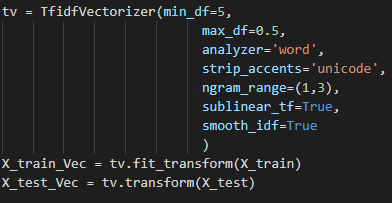 tv = TfidfVectorizer(min_df=5,
max_df=0.5,
analyzer='word',
strip_accents='unicode',
ngram_range=(1,3),
sublinear_tf=True,
smooth_idf=True
)
X_train_Vec = tv.fit_transform(X_train)
X_test_Vec = tv.transform(X_test)